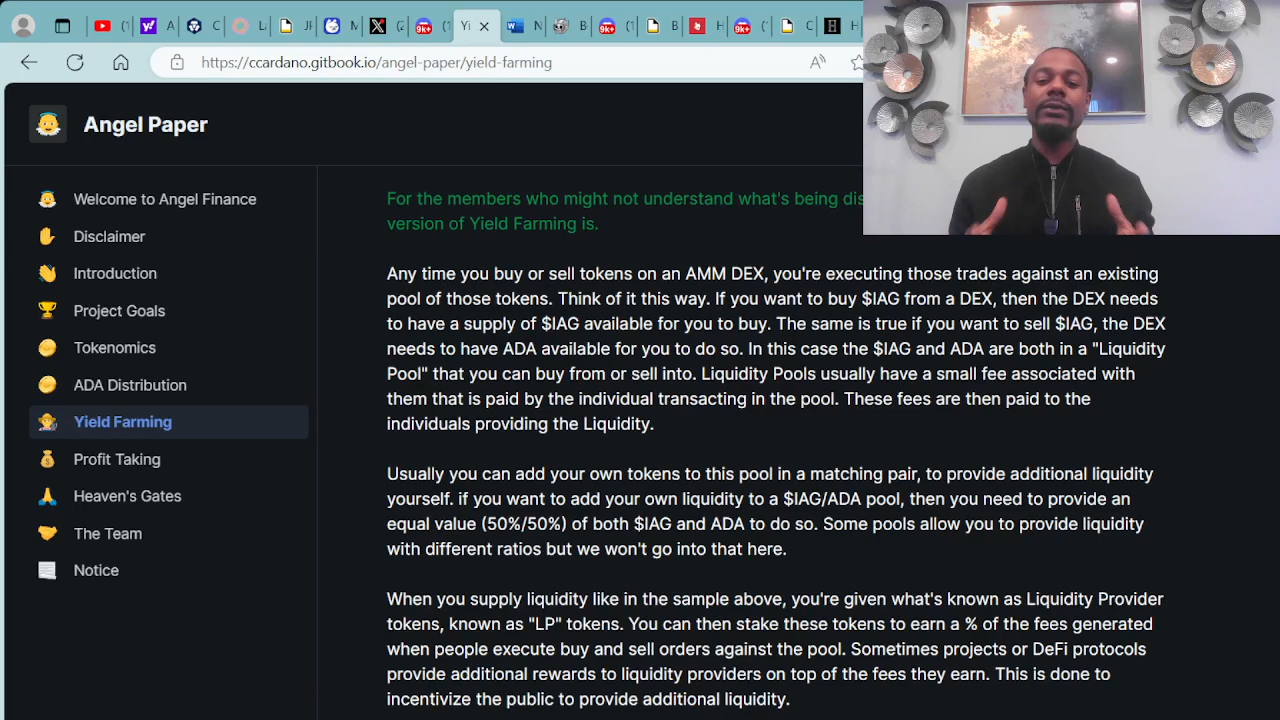 9k+
9k+
9k+
https://ccardano.gitbook.io/angel-paper/yield-farming
Angel Paper
Welcome to Angel Finance
Disclaimer
Introduction
Project Goals
Tokenomics
ADA Distribution
Yield Farming
Profit Taking
Heaven's Gates
The Team
Notice
For the members who might not understand what's being
version of Yield Farming is.
Any time you buy or sell tokens on an AMM DEX, you're executing those trades against an existing
pool of those tokens. Think of it this way. If you want to buy $IAG from a DEX, then the DEX needs
to have a supply of $IAG available for you to buy. The same is true if you want to sell $IAG, the DEX
needs to have ADA available for you to do so. In this case the $IAG and ADA are both in a "Liquidity
Pool" that you can buy from or sell into. Liquidity Pools usually have a small fee associated with
them that is paid by the individual transacting in the pool. These fees are then paid to the
individuals providing the Liquidity.
Usually you can add your own tokens to this pool in a matching pair, to provide additional liquidity
yourself. if you want to add your own liquidity to a $IAG/ADA pool, then you need to provide an
equal value (50%/50%) of both $IAG and ADA to do so. Some pools allow you to provide liquidity
with different ratios but we won't go into that here.
When you supply liquidity like in the sample above, you're given what's known as Liquidity Provider
tokens, known as "LP" tokens. You can then stake these tokens to earn a % of the fees generated
when people execute buy and sell orders against the pool. Sometimes projects or DeFi protocols
provide additional rewards to liquidity providers on top of the fees they earn. This is done to
incentivize the public to provide additional liquidity.